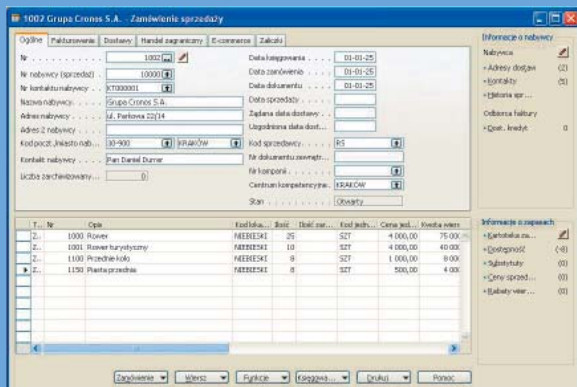 1002 Grupa Cronos S.A. - Zamówienie sprzedaży
Ogólne Fakturowanie Dostawy Handel zagraniczny E-commerce Zaliczki
Nr 1002
Nr nabywcy (sprzedaż) 10000
Nr kontaktu nabywcy KT000001
Nazwa nabywcy Grupa Cronos S.A.
Adres nabywcy ul. Parkowa 22/14
Adres 2 nabywcy
Kod poczt./miasto nab... 30-900 KRAKÓW
Kontakt nabywcy Pan Daniel Durrer
Liczba zarchiwizowany... 0
Data księgowania 01-01-25
Data zamówienia 01-01-25
Data dokumentu 01-01-25
Data sprzedaży
Żądana data dostawy
Uzgodniona data dost...
Kod sprzedawcy RS
Nr dokumentu zewnętr...
Nr kampanii
Centrum kompetencyjne KRAKÓW
Stan Otwarty
T... Nr Opis Kod loka... Ilość Ilość zar... Kod jedn... Cena jed... Kwota wiers
Z... 1000 Rower NIEBIESKI 25 SZT 4 000,00 75 000
Z... 1001 Rower turystyczny NIEBIESKI 10 SZT 4 000,00 40 000
Z... 1100 Przednie koło NIEBIESKI 8 SZT 1 000,00 8 000
Z... 1150 Piasta przednia NIEBIESKI 8 SZT 500,00 4 000
Zamówienie Wiersz Funkcje Księgowa... Drukuj Pomoc
Informacje o nabywcy
Nabywca
Adresy dostaw (2)
Kontakty (5)
Historia spr...
Odbiorca faktury
Dost. kredyt 0
Informacje o zapasach
Kartoteka za...
Dostępność (-8)
Substytuty (0)
Ceny sprzed... (0)
Rabaty wier... (0)